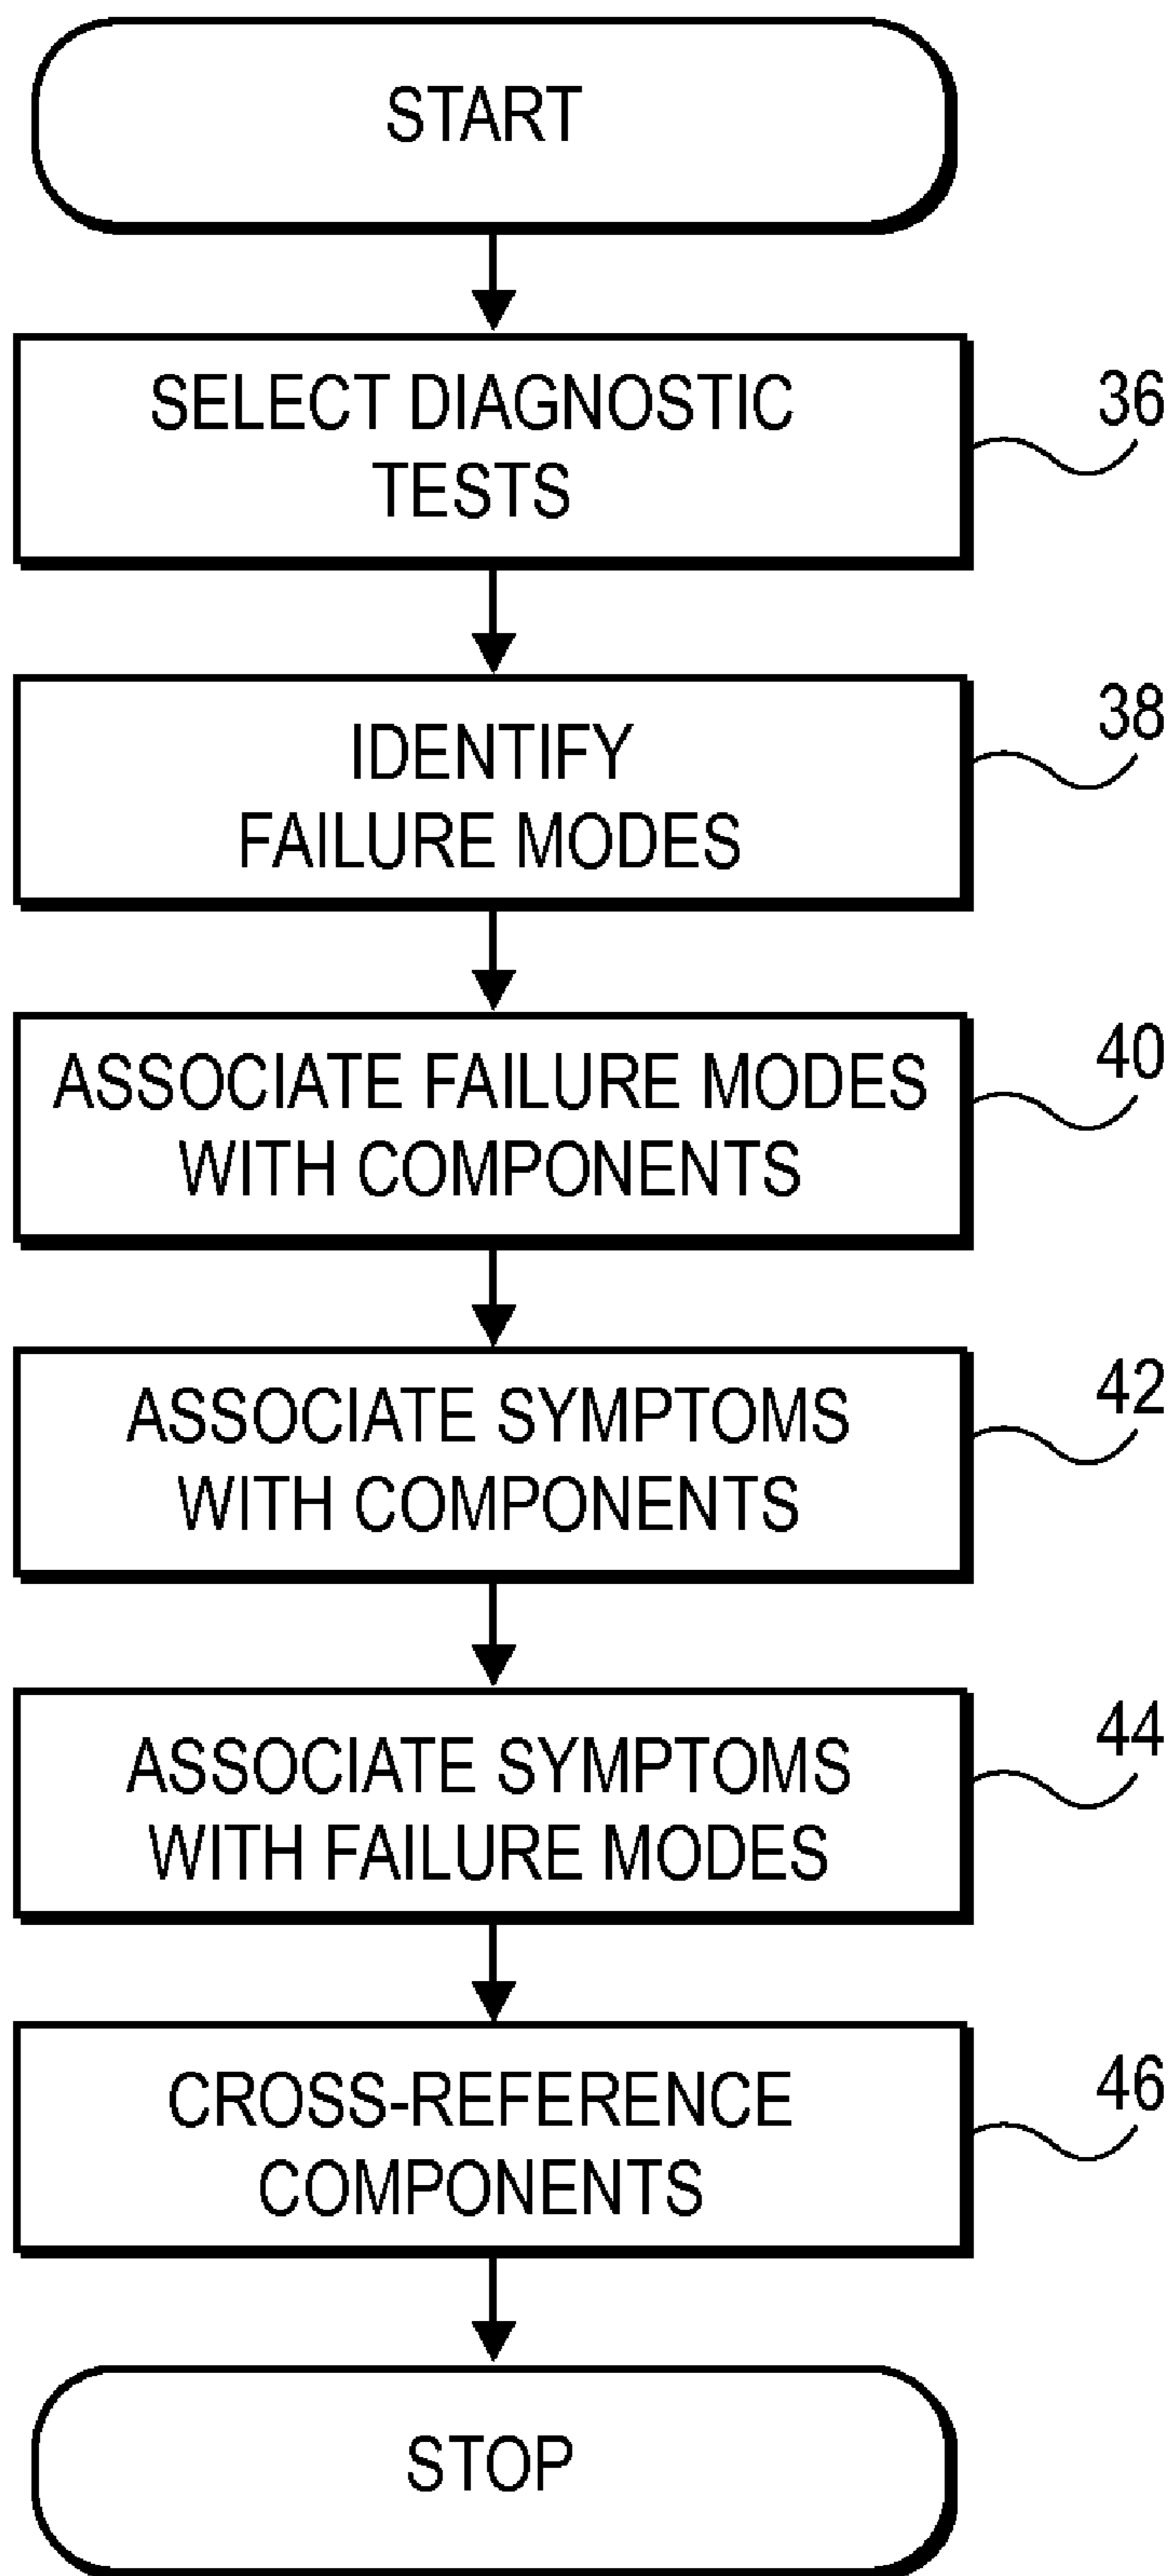 START
SELECT DIAGNOSTIC
TESTS
36
IDENTIFY
FAILURE MODES
38
ASSOCIATE FAILURE MODES
WITH COMPONENTS
40
ASSOCIATE SYMPTOMS
WITH COMPONENTS
42
ASSOCIATE SYMPTOMS
WITH FAILURE MODES
44
CROSS-REFERENCE
COMPONENTS
46
STOP